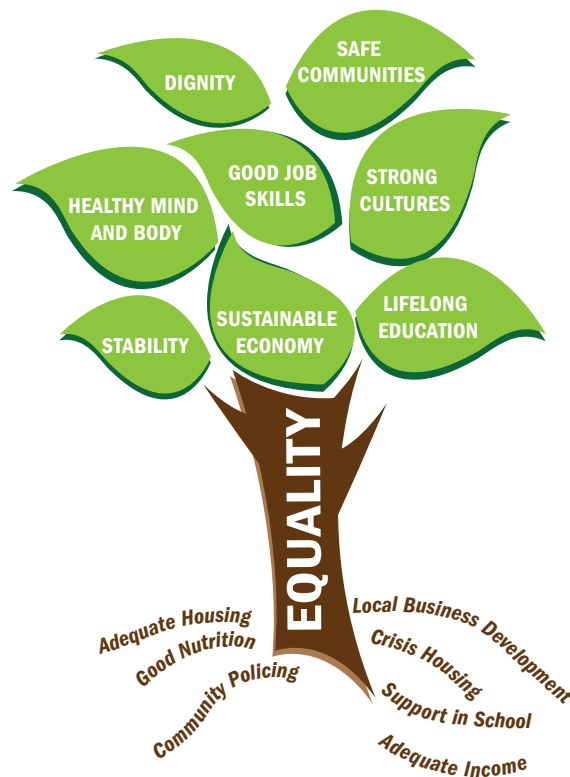 DIGNITY
SAFE
COMMUNITIES
HEALTHY MIND
AND BODY
GOOD JOB
SKILLS
STRONG
CULTURES
STABILITY
SUSTAINABLE
ECONOMY
LIFELONG
EDUCATION
EQUALITY
Adequate Housing
Good Nutrition
Community Policing
Local Business Development
Crisis Housing
Support in School
Adequate Income